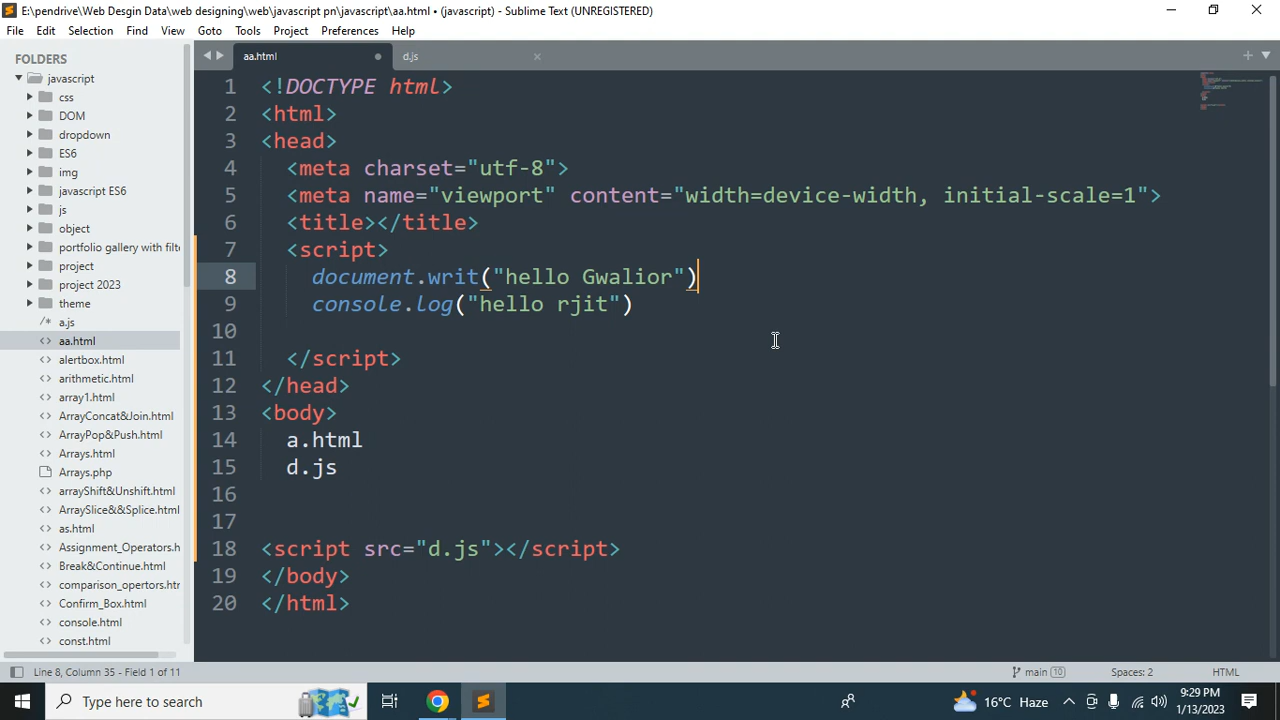 E:\pendrive\Web Desgin Data\web designing\web\javascript pn\javascript\aa.html • (javascript) - Sublime Text (UNREGISTERED)
File Edit Selection Find View Goto Tools Project Preferences Help
FOLDERS
javascript
css
DOM
dropdown
ES6
img
javascript ES6
js
object
portfolio gallery with filt
project
project 2023
theme
/* a.js
<> aa.html
<> alertbox.html
<> arithmetic.html
<> array1.html
<> ArrayConcat&Join.html
<> ArrayPop&Push.html
<> Arrays.html
Arrays.php
<> arrayShift&Unshift.html
<> ArraySlice&&Splice.html
<> as.html
<> Assignment_Operators.h
<> Break&Continue.html
<> comparison_opertors.htr
<> Confirm_Box.html
<> console.html
<> const.html
aa.html
d.js
1 <!DOCTYPE html>
2 <html>
3 <head>
4 <meta charset="utf-8">
5 <meta name="viewport" content="width=device-width, initial-scale=1">
6 <title></title>
7 <script>
8 document.writ("hello Gwalior")
9 console.log("hello rjit")
10
11 </script>
12 </head>
13 <body>
14 a.html
15 d.js
16
17
18 <script src="d.js"></script>
19 </body>
20 </html>
Line 8, Column 35 - Field 1 of 11
main 10
Spaces: 2
HTML
Type here to search
16°C Haze
9:29 PM
1/13/2023